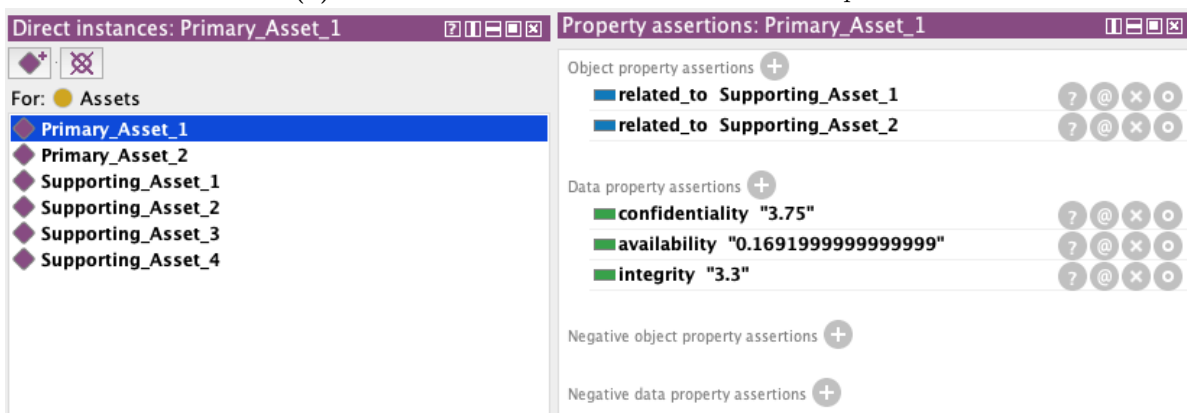 Direct instances: Primary_Asset_1
For: Assets
Primary_Asset_1
Primary_Asset_2
Supporting_Asset_1
Supporting_Asset_2
Supporting_Asset_3
Supporting_Asset_4
Property assertions: Primary_Asset_1
Object property assertions
related_to Supporting_Asset_1
related_to Supporting_Asset_2
Data property assertions
confidentiality "3.75"
availability "0.1691999999999999"
integrity "3.3"
Negative object property assertions
Negative data property assertions